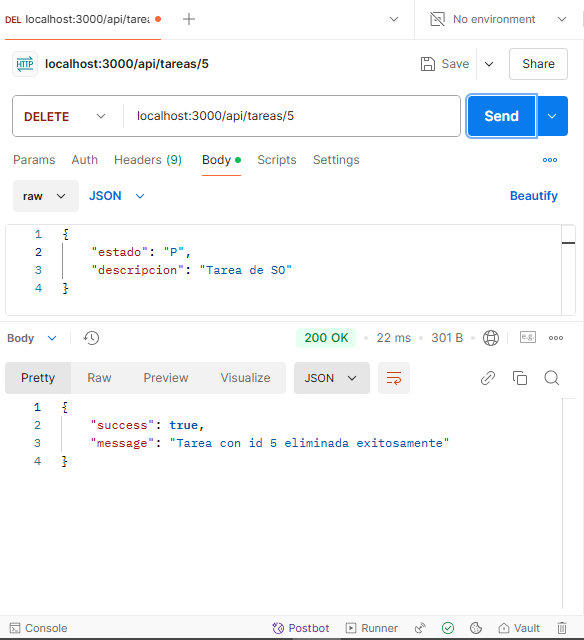 DEL localhost:3000/api/tarea
No environment
HTTP localhost:3000/api/tareas/5
Save
Share
DELETE
localhost:3000/api/tareas/5
Send
Params Auth Headers (9) Body Scripts Settings
raw JSON Beautify
1 {
2 "estado": "P",
3 "descripcion": "Tarea de SO"
4 }
Body 200 OK 22 ms 301 B e.g.
Pretty Raw Preview Visualize JSON
1 {
2 "success": true,
3 "message": "Tarea con id 5 eliminada exitosamente"
4 }
Console Postbot Runner Vault